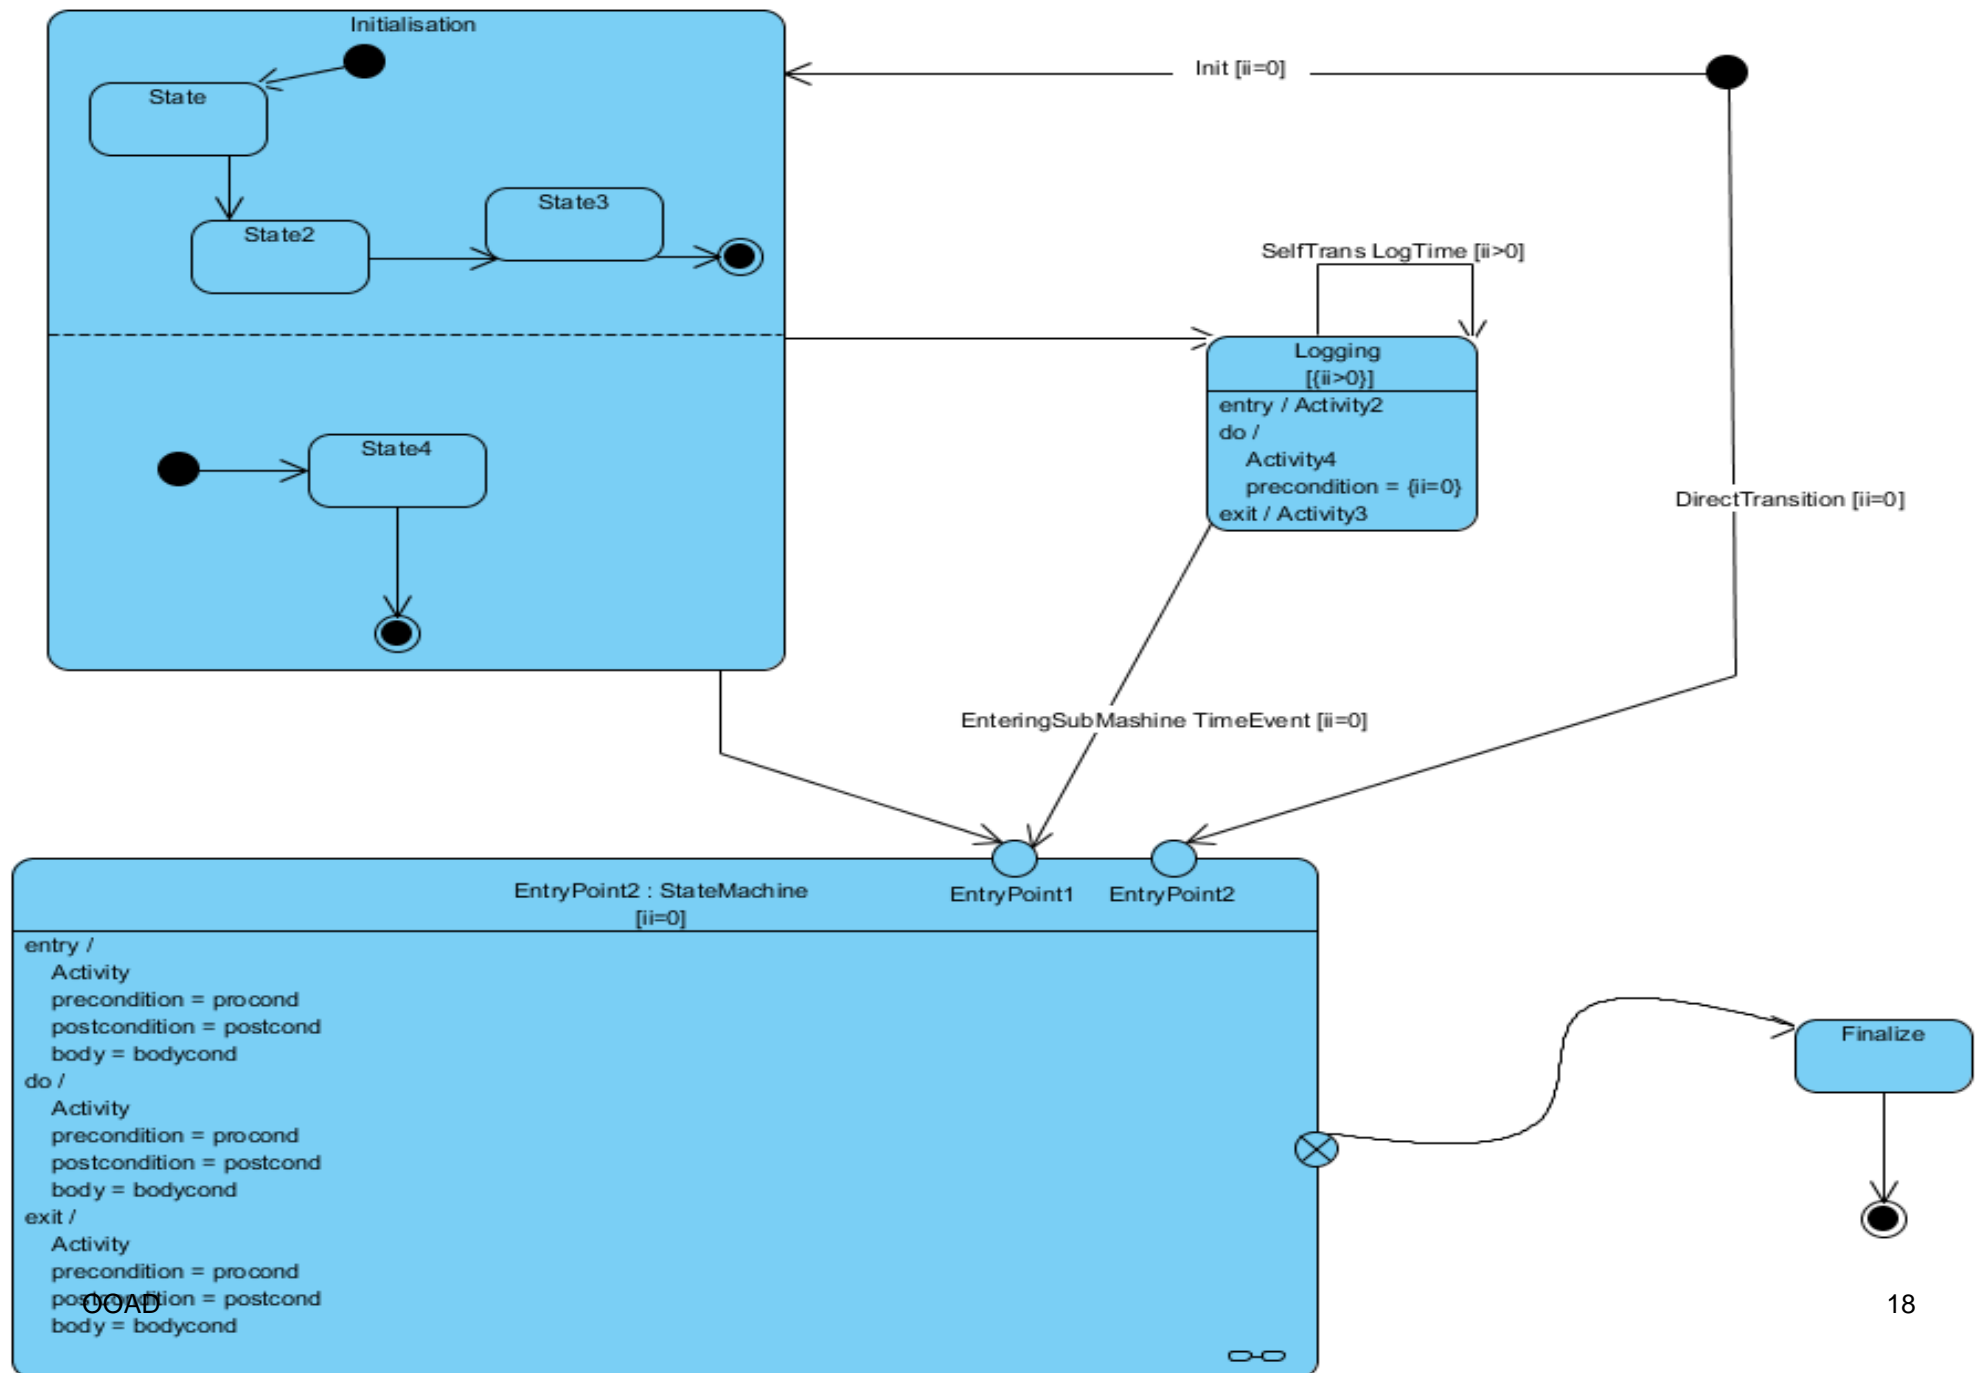 Initialisation
State
State2
State3
State4
Init [ii=0]
SelfTrans LogTime [ii>0]
Logging
[{ii>0}]
entry / Activity2
do /
Activity4
precondition = {ii=0}
exit / Activity3
DirectTransition [ii=0]
EnteringSubMashine TimeEvent [ii=0]
EntryPoint2 : StateMachine
[ii=0]
EntryPoint1
EntryPoint2
entry /
Activity
precondition = procond
postcondition = postcond
body = bodycond
do /
Activity
precondition = procond
postcondition = postcond
body = bodycond
exit /
Activity
precondition = procond
postcondition = postcond
body = bodycond
Finalize
OOAD
18